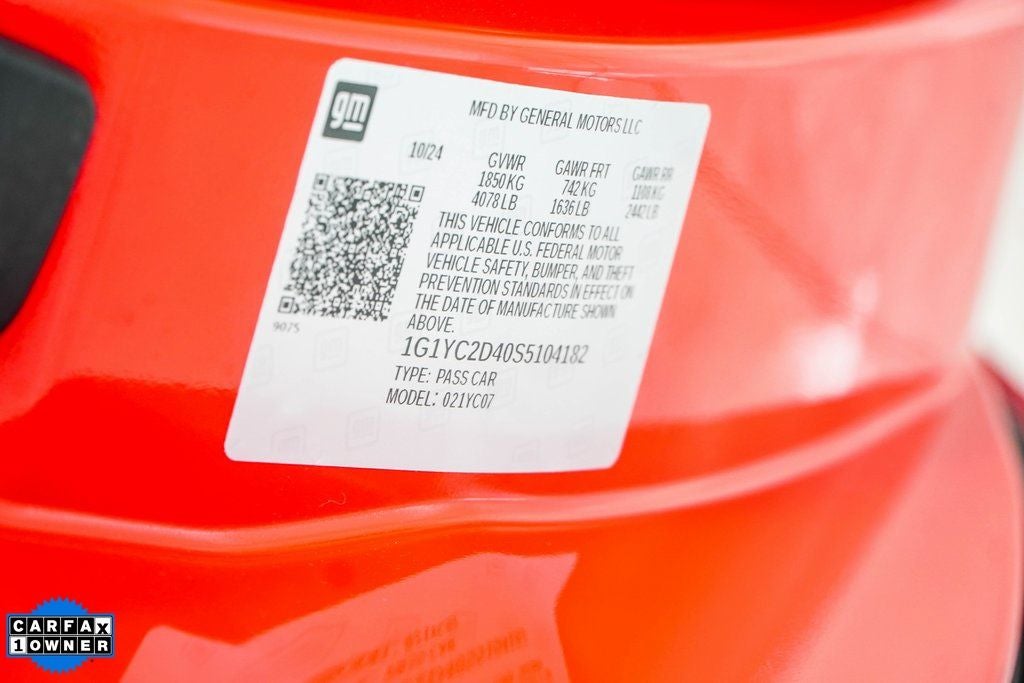 gm
MFD BY GENERAL MOTORS LLC
10/24
GVWR
1850 KG
4078 LB
GAWR FRT
742 KG
1636 LB
GAWR RR
1108 KG
2442 LB
THIS VEHICLE CONFORMS TO ALL
APPLICABLE U.S. FEDERAL MOTOR
VEHICLE SAFETY, BUMPER, AND THEFT
PREVENTION STANDARDS IN EFFECT ON
THE DATE OF MANUFACTURE SHOWN
ABOVE.
9075
1G1YC2D40S5104182
TYPE: PASS CAR
MODEL: 021YC07
CARFAX
1 OWNER